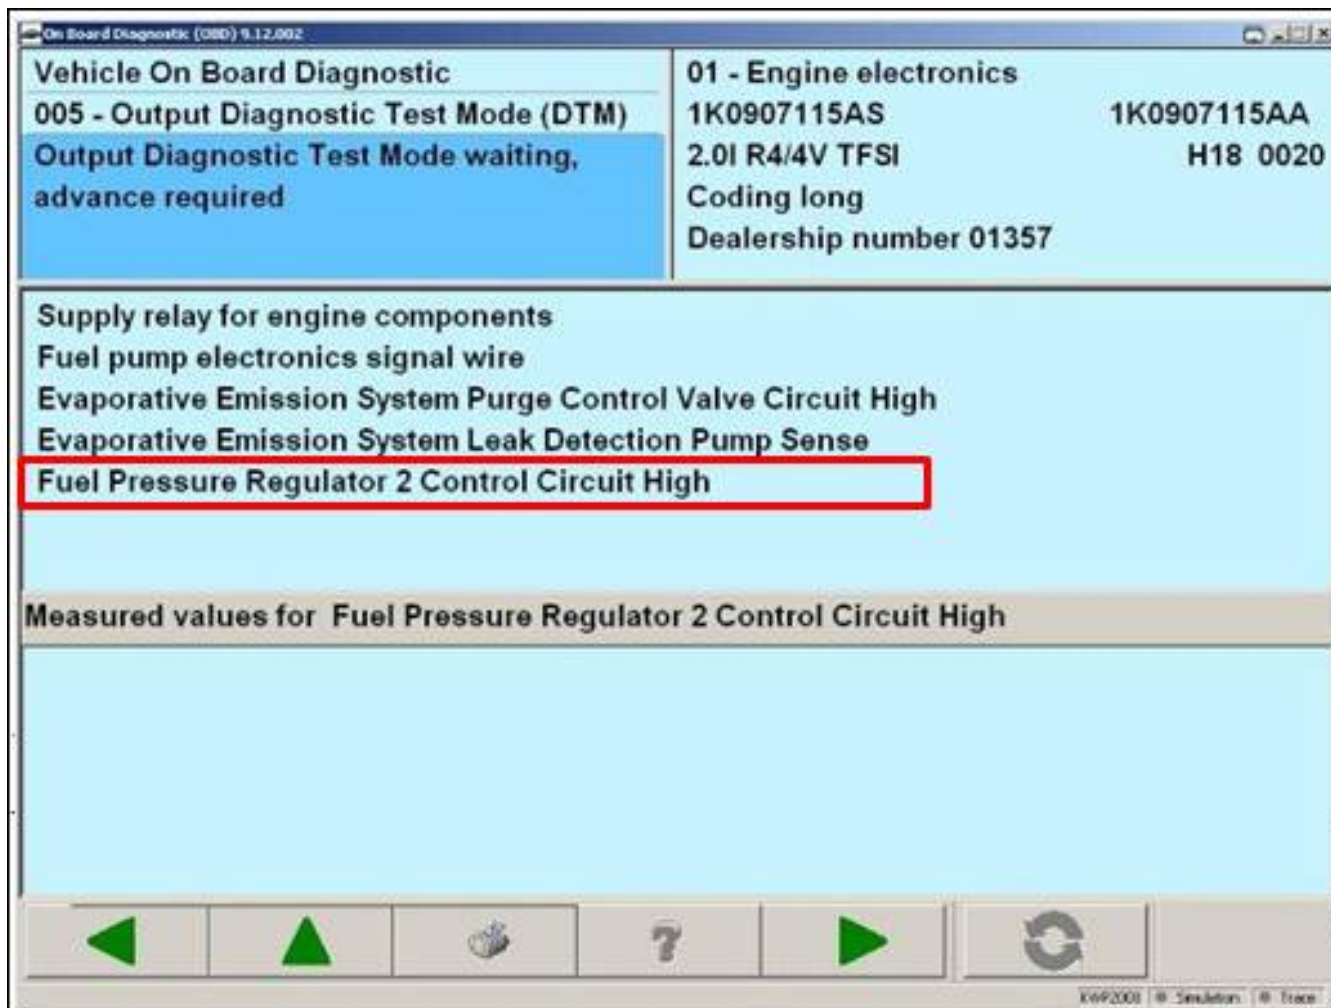 On Board Diagnostic (OBD) 9.12.002
Vehicle On Board Diagnostic
005 - Output Diagnostic Test Mode (DTM)
Output Diagnostic Test Mode waiting,
advance required
01 - Engine electronics
1K0907115AS 1K0907115AA
2.0l R4/4V TFSI H18 0020
Coding long
Dealership number 01357
Supply relay for engine components
Fuel pump electronics signal wire
Evaporative Emission System Purge Control Valve Circuit High
Evaporative Emission System Leak Detection Pump Sense
Fuel Pressure Regulator 2 Control Circuit High
Measured values for Fuel Pressure Regulator 2 Control Circuit High
?
KWP2000 Simulation Trace